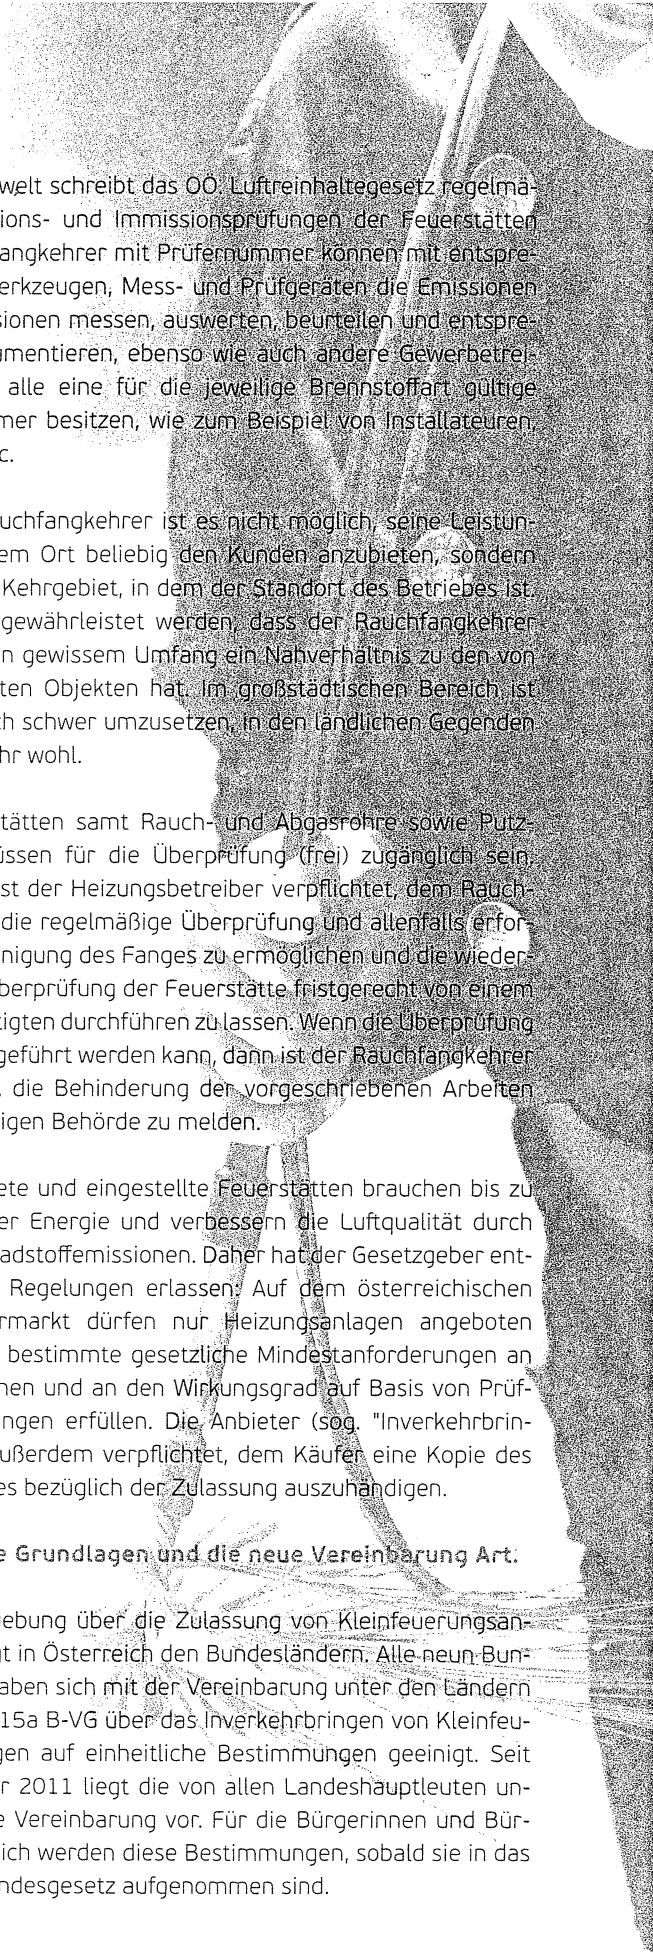 welt schreibt das OÖ. Luftreinhaltegesetz regelmä-
ions- und Immissionsprüfungen der Feuerstätten
angkehrer mit Prüfernummer können mit entspre-
erkzeugen, Mess- und Prüfgeräten die Emissionen
sionen messen, auswerten, beurteilen und entspre-
umentieren, ebenso wie auch andere Gewerbetrei-
alle eine für die jeweilige Brennstoffart gültige
mer besitzen, wie zum Beispiel von Installateuren,
c.
uchfangkehrer ist es nicht möglich, seine Leistun-
em Ort beliebig den Kunden anzubieten, sondern
Kehrgebiet, in dem der Standort des Betriebes ist.
gewährleistet werden, dass der Rauchfangkehrer
n gewissem Umfang ein Nahverhältnis zu den von
ten Objekten hat. Im großstädtischen Bereich ist
ch schwer umzusetzen, in den ländlichen Gegenden
hr wohl.
stätten samt Rauch- und Abgasrohre sowie Putz-
üssen für die Überprüfung (frei) zugänglich sein.
st der Heizungsbetreiber verpflichtet, dem Rauch-
die regelmäßige Überprüfung und allenfalls erfor-
nigung des Fanges zu ermöglichen und die wieder-
berprüfung der Feuerstätte fristgerecht von einem
tigten durchführen zu lassen. Wenn die Überprüfung
geführt werden kann, dann ist der Rauchfangkehrer
, die Behinderung der vorgeschriebenen Arbeiten
igen Behörde zu melden.
ete und eingestellte Feuerstätten brauchen bis zu
er Energie und verbessern die Luftqualität durch
adstoffemissionen. Daher hat der Gesetzgeber ent-
Regelungen erlassen: Auf dem österreichischen
rmarkt dürfen nur Heizungsanlagen angeboten
bestimmte gesetzliche Mindestanforderungen an
nen und an den Wirkungsgrad auf Basis von Prüf-
ngen erfüllen. Die Anbieter (sog. "Inverkehrbrin-
ußerdem verpflichtet, dem Käufer eine Kopie des
es bezüglich der Zulassung auszuhändigen.
e Grundlagen und die neue Vereinbarung Art.
ebung über die Zulassung von Kleinfeuerungsan-
gt in Österreich den Bundesländern. Alle neun Bun-
aben sich mit der Vereinbarung unter den Ländern
15a B-VG über das Inverkehrbringen von Kleinfeu-
gen auf einheitliche Bestimmungen geeinigt. Seit
r 2011 liegt die von allen Landeshauptleuten un-
e Vereinbarung vor. Für die Bürgerinnen und Bür-
ich werden diese Bestimmungen, sobald sie in das
ndesgesetz aufgenommen sind.